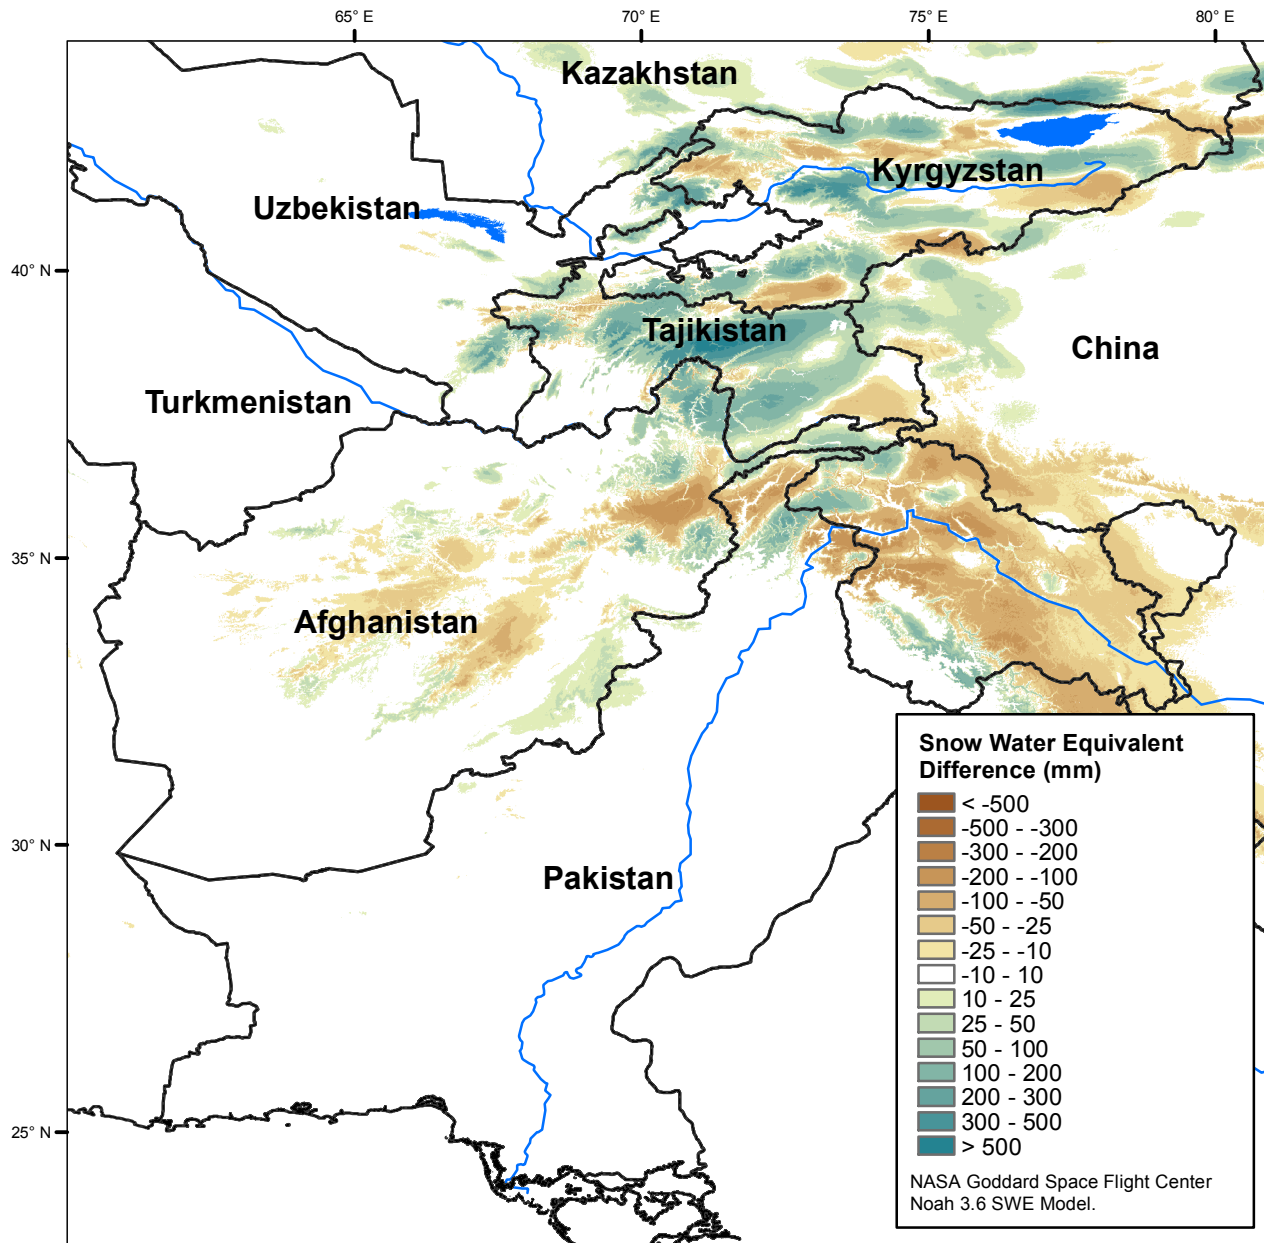 65° E
70° E
75° E
80° E
Kazakhstan
Kyrgyzstan
Uzbekistan
40° N
Tajikistan
China
Turkmenistan
35° N
Afghanistan
Snow Water Equivalent
Difference (mm)
< -500
-500 - -300
-300 - -200
-200 - -100
-100 - -50
-50 - -25
-25 - -10
-10 - 10
10 - 25
25 - 50
50 - 100
100 - 200
200 - 300
300 - 500
> 500
NASA Goddard Space Flight Center
Noah 3.6 SWE Model.
30° N
Pakistan
25° N